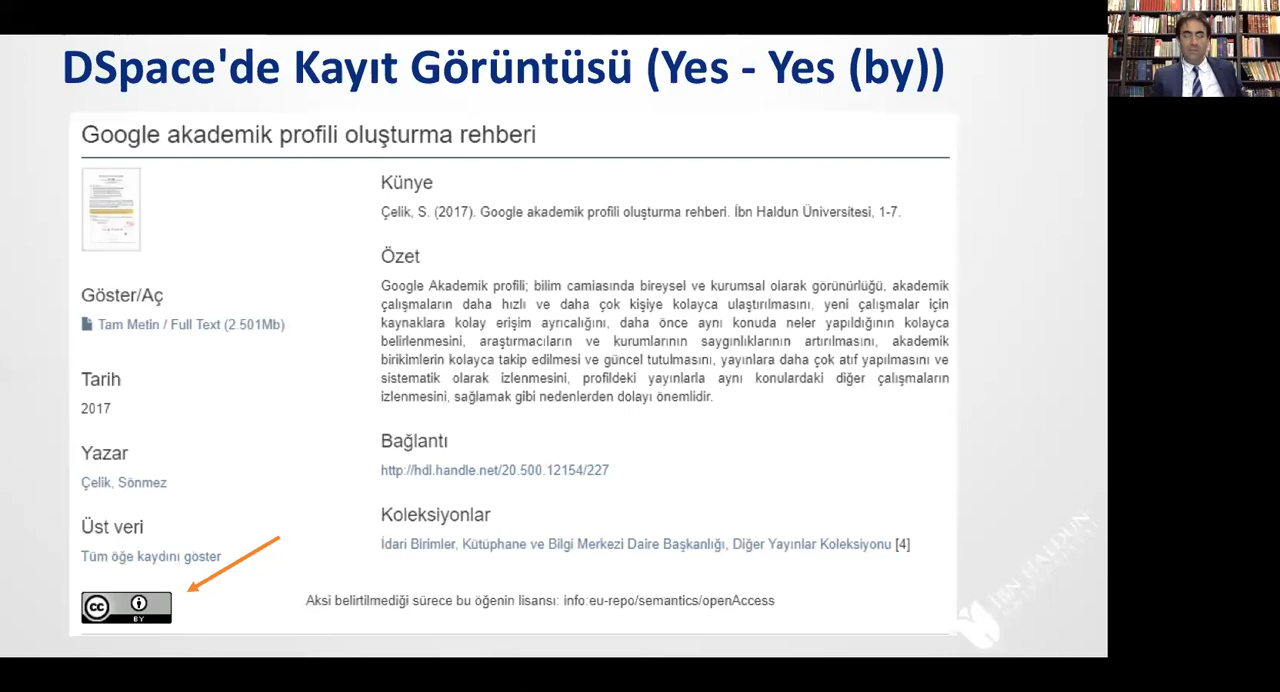 DSpace'de Kayıt Görüntüsü (Yes - Yes (by))
Google akademik profili oluşturma rehberi
Göster/Aç
Tam Metin / Full Text (2.501Mb)
Tarih
2017
Yazar
Çelik, Sönmez
Üst veri
Tüm öğe kaydını göster
Künye
Çelik, S. (2017). Google akademik profili oluşturma rehberi. İbn Haldun Üniversitesi, 1-7.
Özet
Google Akademik profili; bilim camiasında bireysel ve kurumsal olarak görünürlüğü, akademik
çalışmaların daha hızlı ve daha çok kişiye kolayca ulaştırılmasını, yeni çalışmalar için
kaynaklara kolay erişim ayrıcalığını, daha önce aynı konuda neler yapıldığının kolayca
belirlenmesini, araştırmacıların ve kurumlarının saygınlıklarının artırılmasını, akademik
birikimlerin kolayca takip edilmesi ve güncel tutulmasını, yayınlara daha çok atıf yapılmasını ve
sistematik olarak izlenmesini, profildeki yayınlarla aynı konulardaki diğer çalışmaların
izlenmesini, sağlamak gibi nedenlerden dolayı önemlidir.
Bağlantı
http://hdl.handle.net/20.500.12154/227
Koleksiyonlar
İdari Birimler, Kütüphane ve Bilgi Merkezi Daire Başkanlığı, Diğer Yayınlar Koleksiyonu [4]
cc
BY
Aksi belirtilmediği sürece bu öğenin lisansı: info:eu-repo/semantics/openAccess
İBN HALDUN